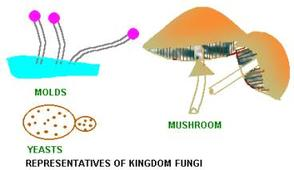 MOLDS
MUSHROOM
YEASTS
REPRESENTATIVES OF KINGDOM FUNGI